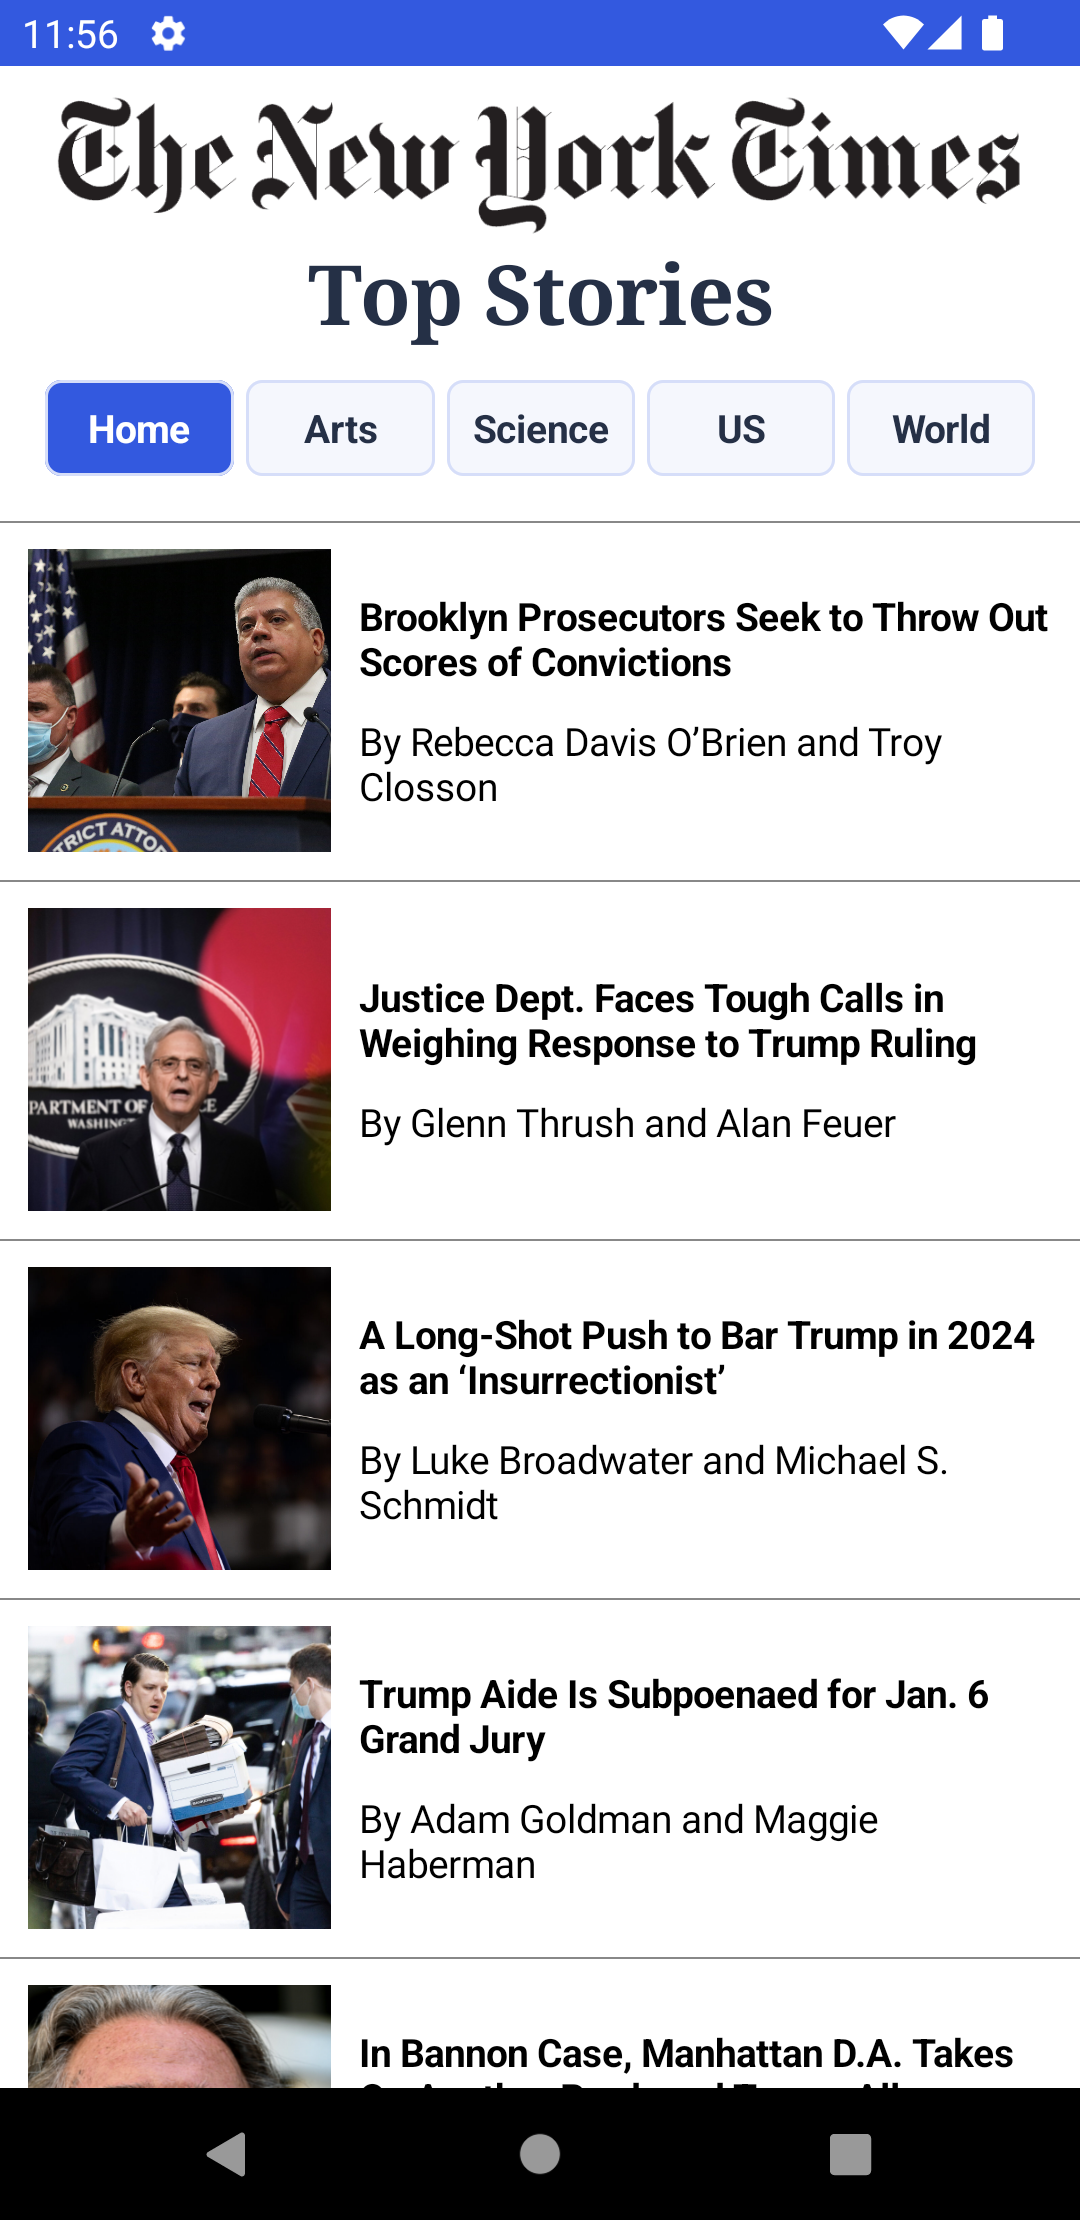 11:56
The New York Times
Top Stories
Home Arts Science US World
Brooklyn Prosecutors Seek to Throw Out
Scores of Convictions
By Rebecca Davis O’Brien and Troy
Closson
TRICT ATTOR
Justice Dept. Faces Tough Calls in
Weighing Response to Trump Ruling
By Glenn Thrush and Alan Feuer
PARTMENT OF CE
WASHINGT
A Long-Shot Push to Bar Trump in 2024
as an ‘Insurrectionist’
By Luke Broadwater and Michael S.
Schmidt
Trump Aide Is Subpoenaed for Jan. 6
Grand Jury
By Adam Goldman and Maggie
Haberman
In Bannon Case, Manhattan D.A. Takes